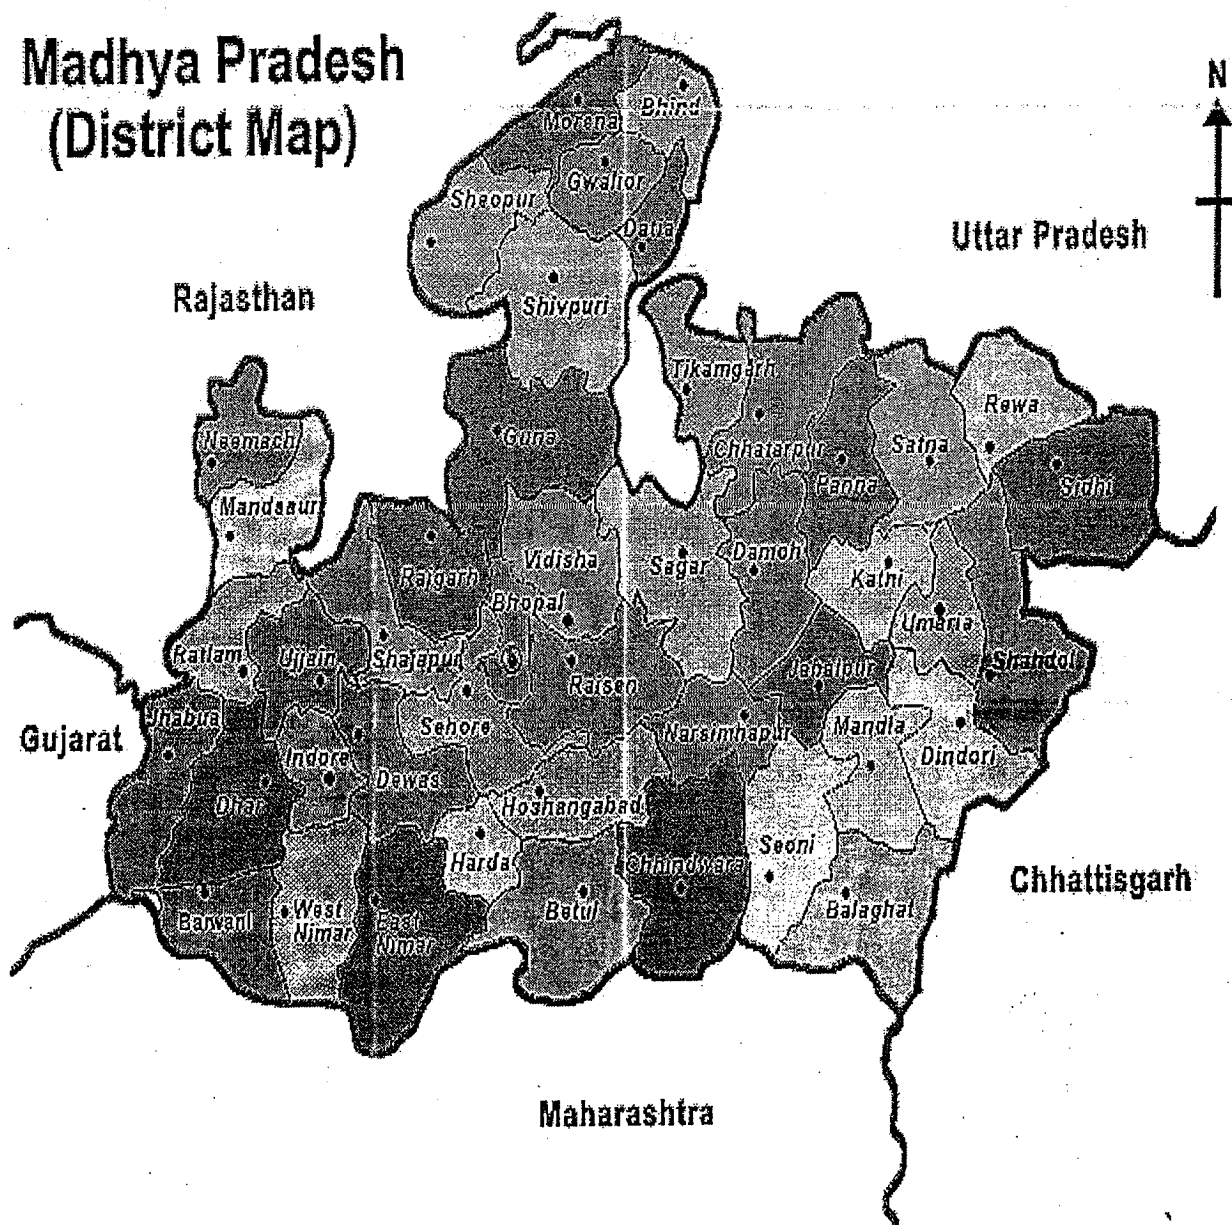 Madhya Pradesh
(District Map)
N
Bhind
Morena
Gwalior
Sheopur
Datia
Uttar Pradesh
Rajasthan
Shivpuri
Tikamgarh
Rewa
Neemach
Guna
Chhatarpur
Satna
Panna
Sidhi
Mandsaur
Vidisha
Sagar
Damoh
Rajgarh
Katni
Bhopal
Umaria
Ratlam
Ujjain
Shajapur
Raisen
Jabalpur
Shahdol
Jhabua
Gujarat
Sehore
Narsimhapur
Mandla
Dindori
Indore
Dewas
Dhar
Hoshangabad
Harda
Chhindwara
Seoni
Chhattisgarh
Barwani
West
Nimar
East
Nimar
Betul
Balaghat
Maharashtra